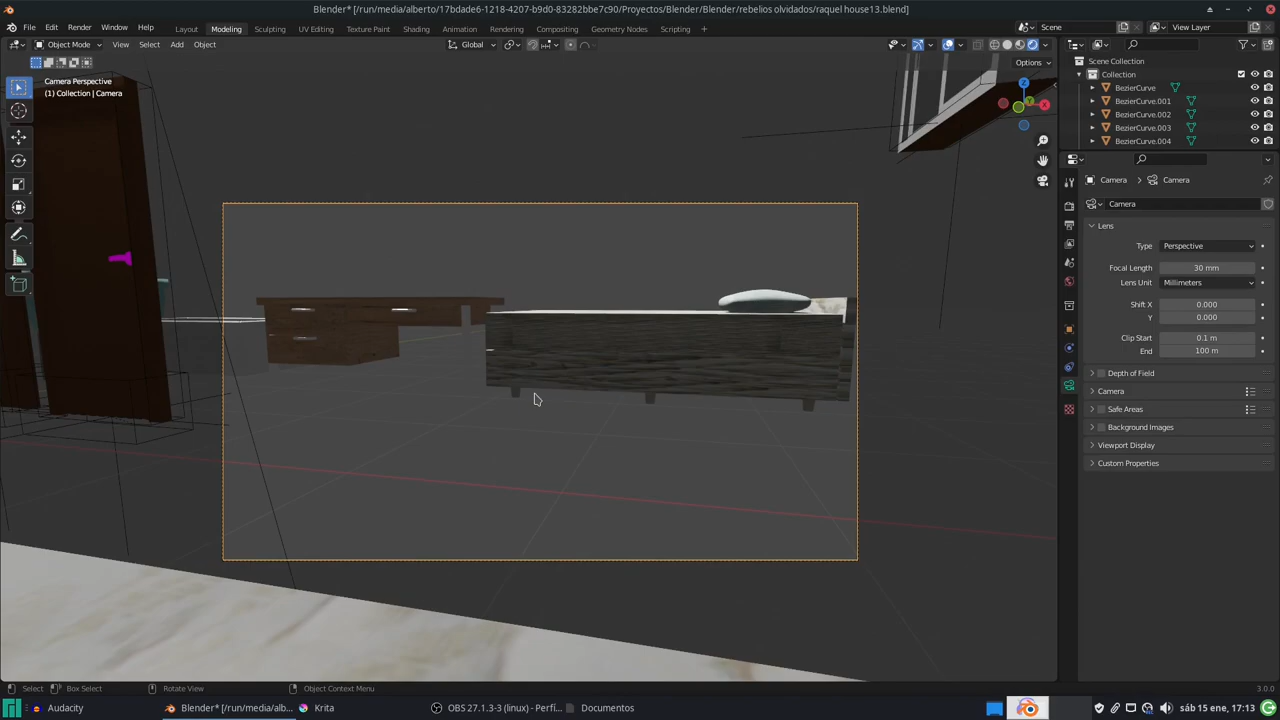 Blender* [/run/media/alberto/17bdade6-1218-4207-b9d0-83282bbe7c90/Proyectos/Blender/Blender/rebelios olvidados/raquel house13.blend]
File Edit Render Window Help Layout Modeling Sculpting UV Editing Texture Paint Shading Animation Rendering Compositing Geometry Nodes Scripting Scene View Layer
Object Mode View Select Add Object Global
Options
Camera Perspective
(1) Collection | Camera
Z
Y
X
Scene Collection
Collection
BezierCurve
BezierCurve.001
BezierCurve.002
BezierCurve.003
BezierCurve.004
Camera Camera
Camera
Lens
Type Perspective
Focal Length 30 mm
Lens Unit Millimeters
Shift X 0.000
Y 0.000
Clip Start 0.1 m
End 100 m
Depth of Field
Camera
Safe Areas
Background Images
Viewport Display
Custom Properties
Select Box Select Rotate View Object Context Menu 3.0.0
Audacity Blender* [/run/media/alb... Krita OBS 27.1.3-3 (linux) - Perfi... Documentos sáb 15 ene, 17:13